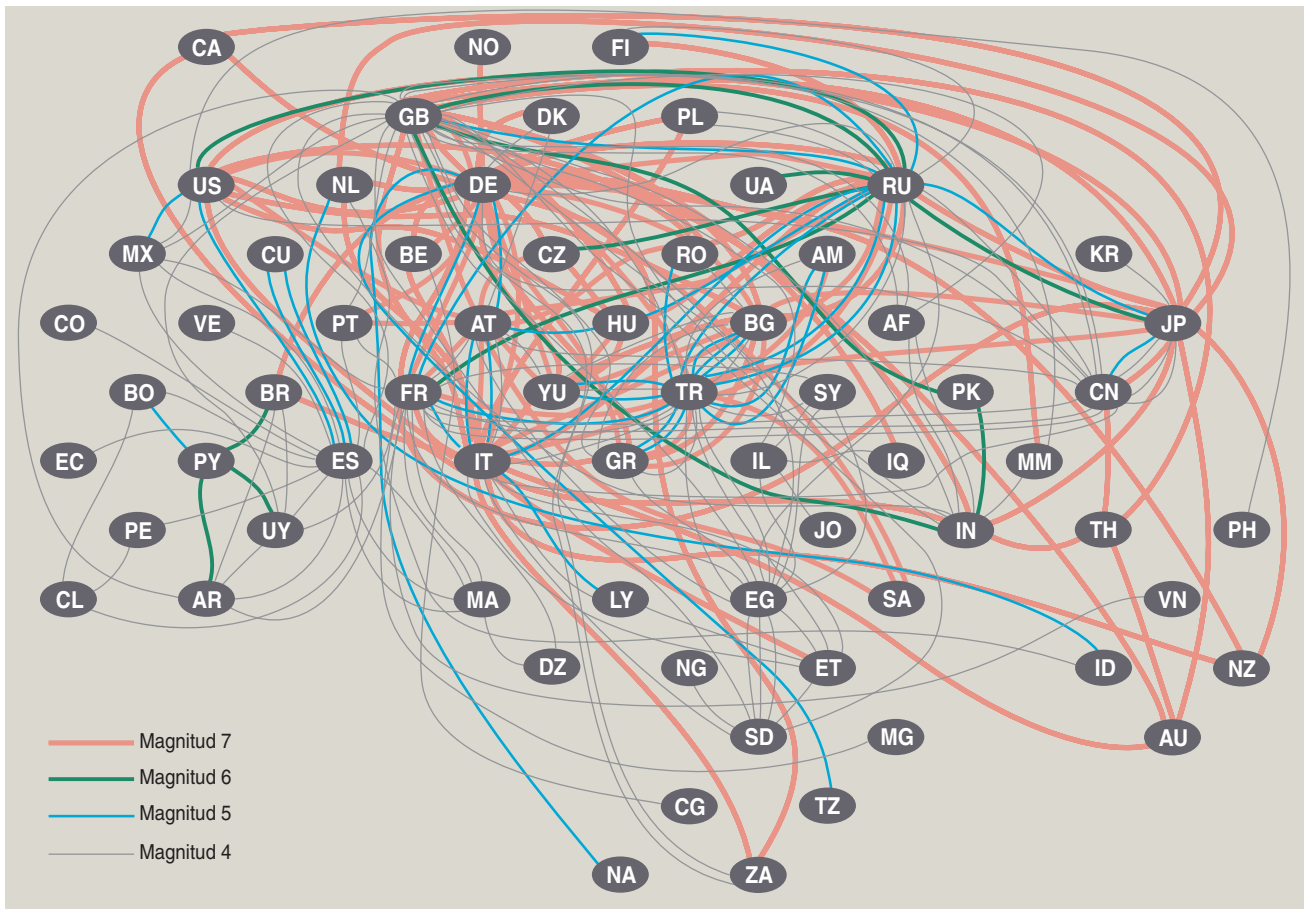 CA NO FI
GB DK PL
US NL DE UA RU
MX CU BE CZ RO AM KR
CO VE PT AT HU BG AF JP
BO BR FR YU TR SY PK CN
EC PY ES IT GR IL IQ MM
PE UY JO IN TH PH
CL AR MA LY EG SA VN
DZ NG ET ID NZ
SD MG AU
CG TZ
NA ZA
Magnitud 7
Magnitud 6
Magnitud 5
Magnitud 4